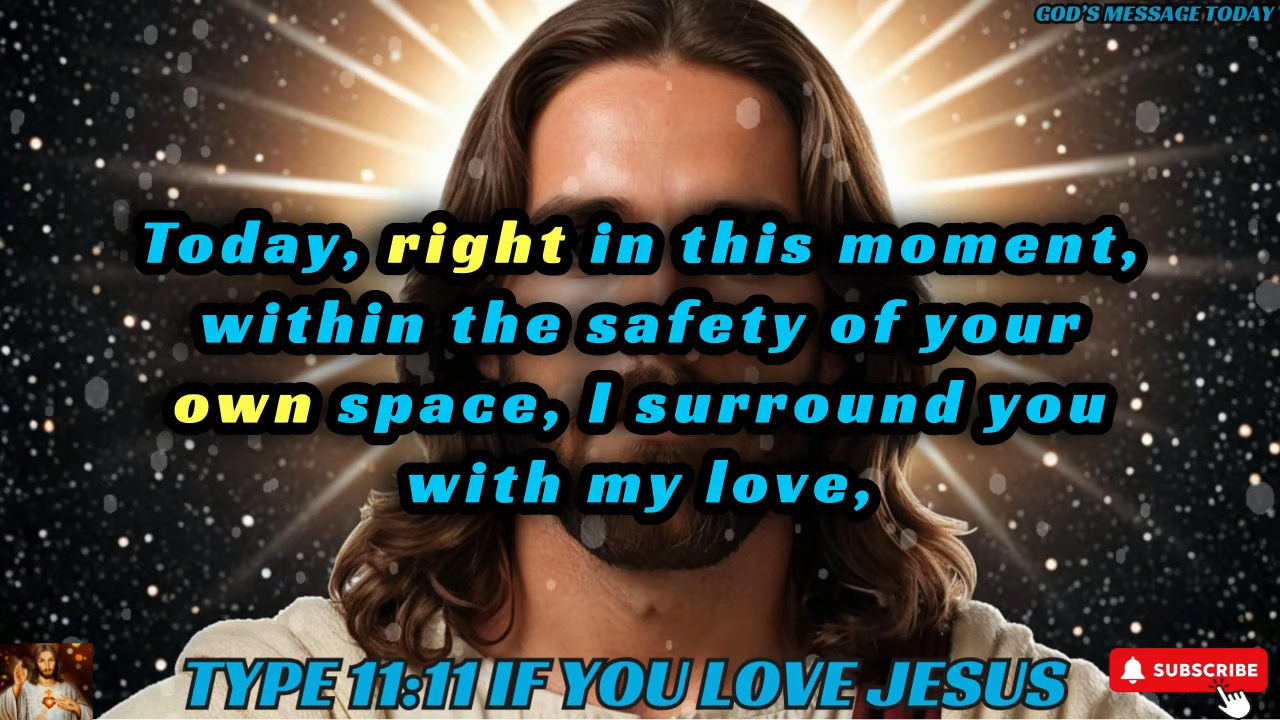 GOD'S MESSAGE TODAY
Today, right in this moment,
within the safety of your
own space, I surround you
with my love,
TYPE 11:11 IF YOU LOVE JESUS
SUBSCRIBE